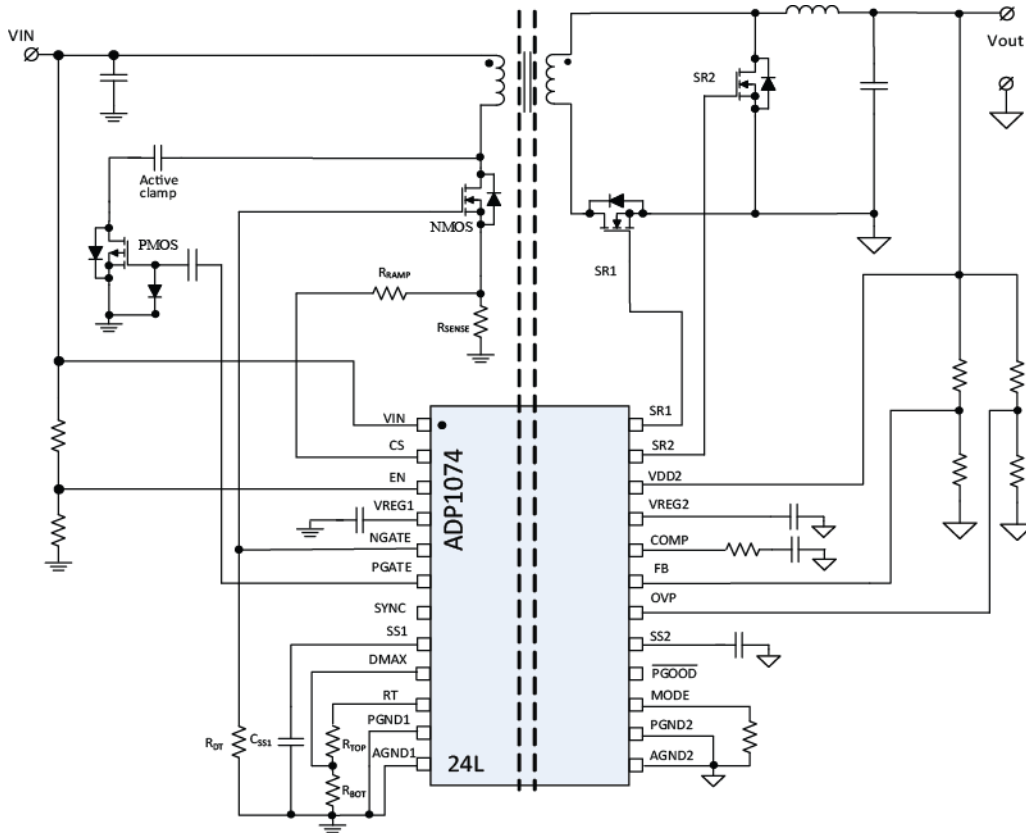 VIN
Vout
SR2
Active
clamp
NMOS
PMOS
SR1
RRAMP
RSENSE
VIN
CS
EN
VREG1
NGATE
PGATE
SYNC
SS1
DMAX
RT
PGND1
AGND1
ADP1074
24L
SR1
SR2
VDD2
VREG2
COMP
FB
OVP
SS2
PGOOD
MODE
PGND2
AGND2
RDT
CSS1
RTOP
RBOT